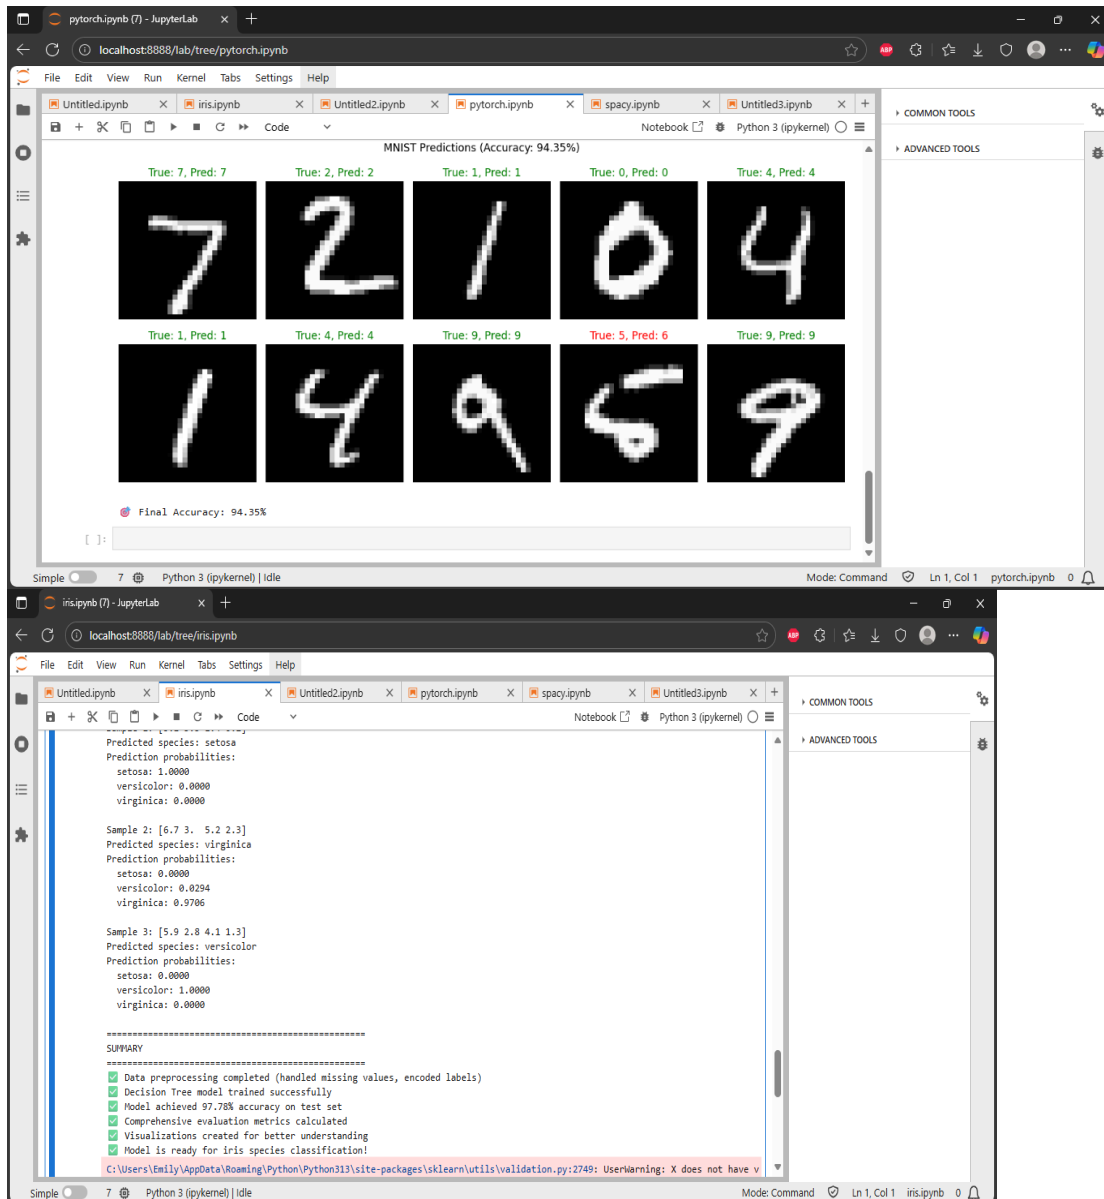 pytorch.ipynb (7) - JupyterLab
localhost:8888/lab/tree/pytorch.ipynb
ABP
File Edit View Run Kernel Tabs Settings Help
Untitled.ipynb iris.ipynb Untitled2.ipynb pytorch.ipynb spacy.ipynb Untitled3.ipynb
Code Notebook Python 3 (ipykernel)
COMMON TOOLS
ADVANCED TOOLS
MNIST Predictions (Accuracy: 94.35%)
True: 7, Pred: 7 True: 2, Pred: 2 True: 1, Pred: 1 True: 0, Pred: 0 True: 4, Pred: 4
7 2 1 0 4
True: 1, Pred: 1 True: 4, Pred: 4 True: 9, Pred: 9 True: 5, Pred: 6 True: 9, Pred: 9
1 4 9 5 9
🎯 Final Accuracy: 94.35%
[ ]:
Simple 7 Python 3 (ipykernel) | Idle Mode: Command Ln 1, Col 1 pytorch.ipynb 0
iris.ipynb (7) - JupyterLab
localhost:8888/lab/tree/iris.ipynb
ABP
File Edit View Run Kernel Tabs Settings Help
Untitled.ipynb iris.ipynb Untitled2.ipynb pytorch.ipynb spacy.ipynb Untitled3.ipynb
Code Notebook Python 3 (ipykernel)
COMMON TOOLS
ADVANCED TOOLS
Predicted species: setosa
Prediction probabilities:
setosa: 1.0000
versicolor: 0.0000
virginica: 0.0000
Sample 2: [6.7 3.  5.2 2.3]
Predicted species: virginica
Prediction probabilities:
setosa: 0.0000
versicolor: 0.0294
virginica: 0.9706
Sample 3: [5.9 2.8 4.1 1.3]
Predicted species: versicolor
Prediction probabilities:
setosa: 0.0000
versicolor: 1.0000
virginica: 0.0000
==================================================
SUMMARY
==================================================
✅ Data preprocessing completed (handled missing values, encoded labels)
✅ Decision Tree model trained successfully
✅ Model achieved 97.78% accuracy on test set
✅ Comprehensive evaluation metrics calculated
✅ Visualizations created for better understanding
✅ Model is ready for iris species classification!
C:\Users\Emily\AppData\Roaming\Python\Python313\site-packages\sklearn\utils\validation.py:2749: UserWarning: X does not have v
Simple 7 Python 3 (ipykernel) | Idle Mode: Command Ln 1, Col 1 iris.ipynb 0